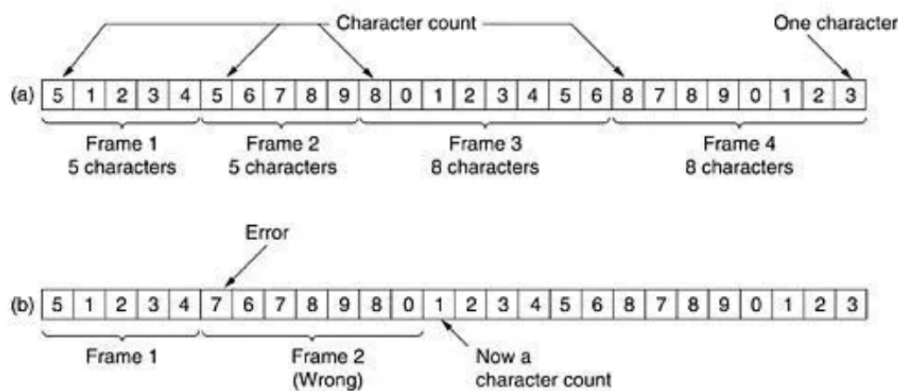 Character count
One character
(a) 5 1 2 3 4 5 6 7 8 9 8 0 1 2 3 4 5 6 8 7 8 9 0 1 2 3
Frame 1
5 characters
Frame 2
5 characters
Frame 3
8 characters
Frame 4
8 characters
Error
(b) 5 1 2 3 4 7 6 7 8 9 8 0 1 2 3 4 5 6 8 7 8 9 0 1 2 3
Frame 1
Frame 2
(Wrong)
Now a
character count